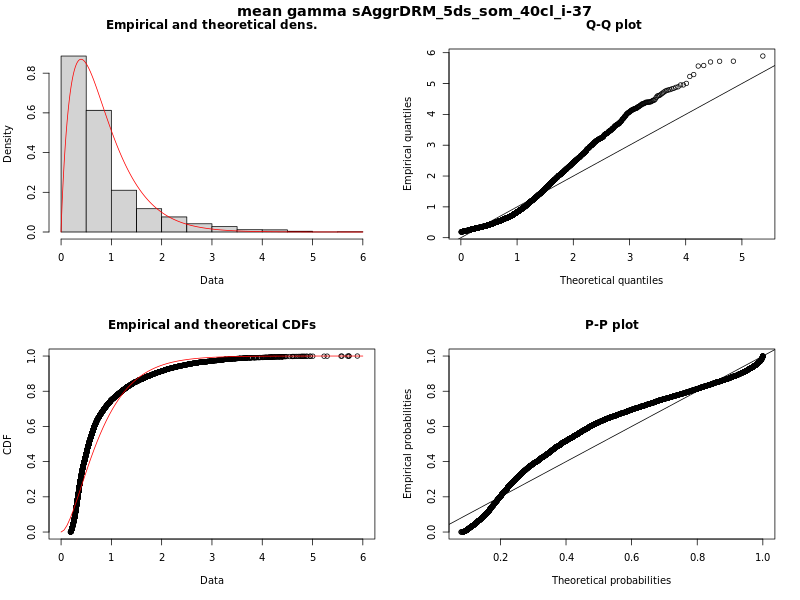 mean gamma sAggrDRM_5ds_som_40cl_i-37
Empirical and theoretical dens.
Density
0.0 0.2 0.4 0.6 0.8
0 1 2 3 4 5 6
Data
Q-Q plot
Empirical quantiles
0 1 2 3 4 5 6
0 1 2 3 4 5
Theoretical quantiles
Empirical and theoretical CDFs
CDF
0.0 0.2 0.4 0.6 0.8 1.0
0 1 2 3 4 5 6
Data
P-P plot
Empirical probabilities
0.0 0.2 0.4 0.6 0.8 1.0
0.2 0.4 0.6 0.8 1.0
Theoretical probabilities